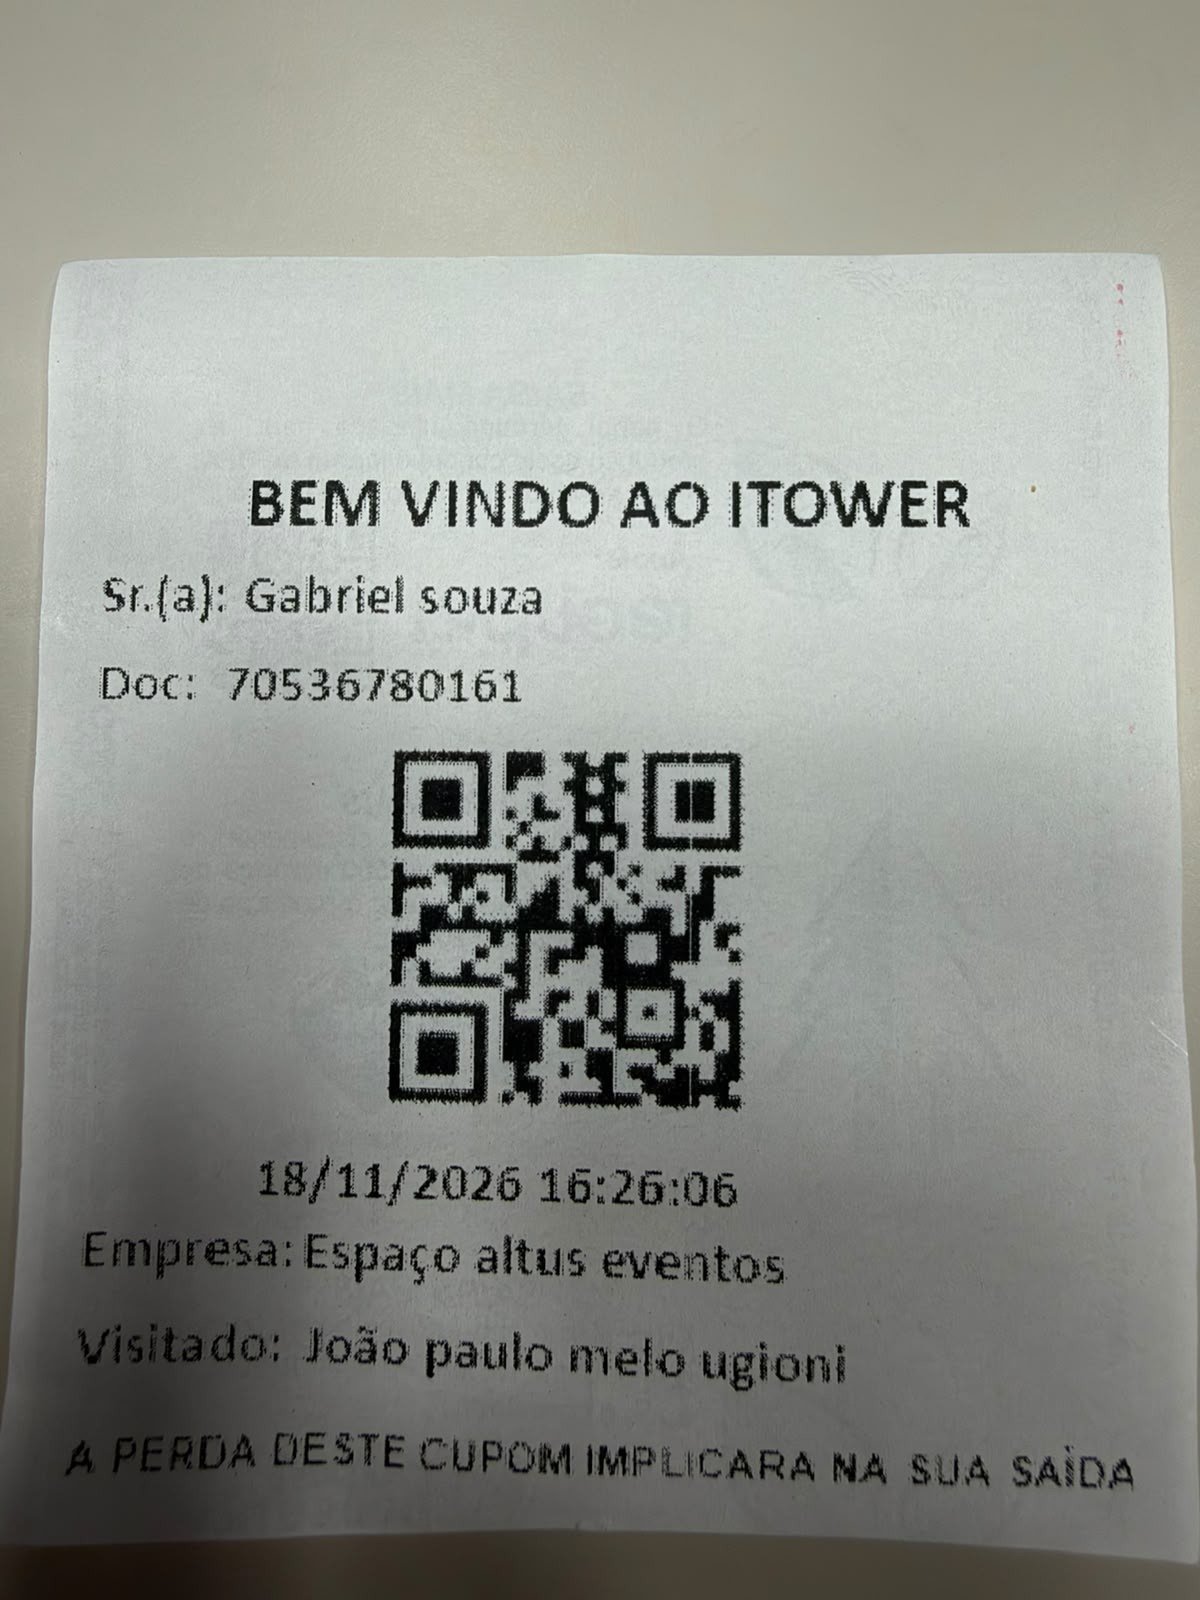 BEM VINDO AO ITOWER
Sr.(a): Gabriel souza
Doc: 70536780161
18/11/2026 16:26:06
Empresa: Espaço altus eventos
Visitado: João paulo melo ugioni
A PERDA DESTE CUPOM IMPLICARA NA SUA SAÍDA